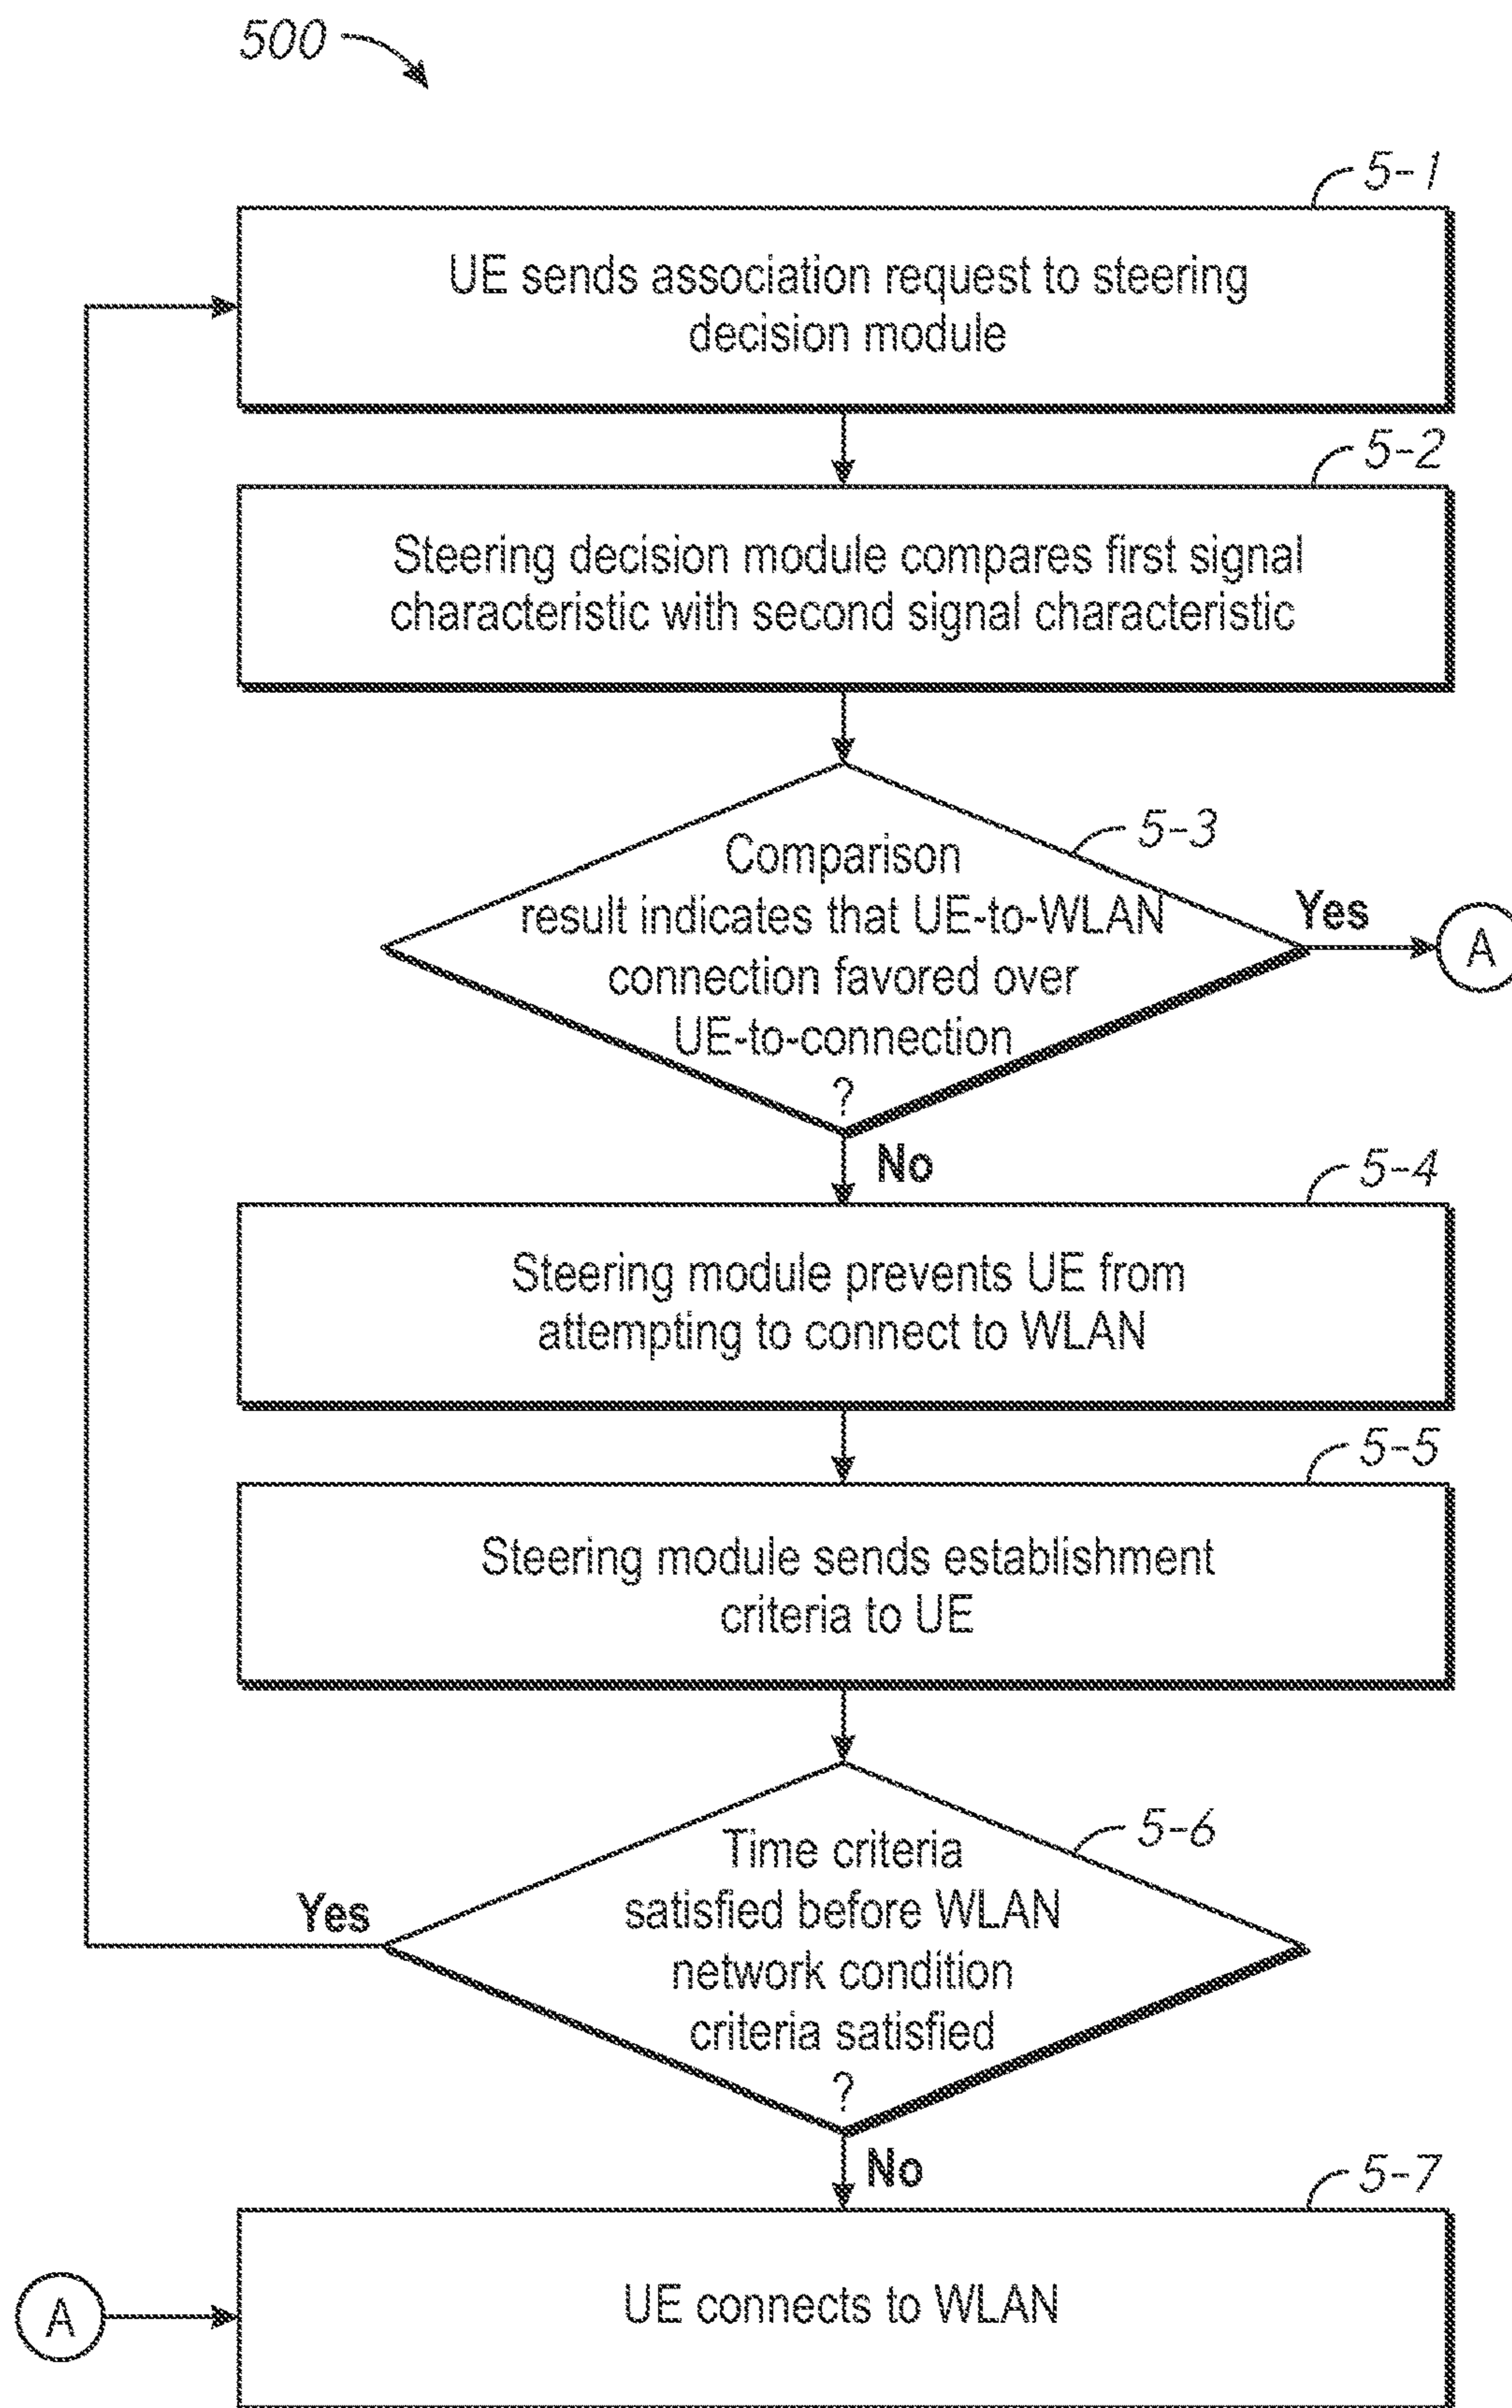 500
5-1
UE sends association request to steering
decision module
5-2
Steering decision module compares first signal
characteristic with second signal characteristic
5-3
Comparison
result indicates that UE-to-WLAN
connection favored over
UE-to-connection
?
Yes
A
No
5-4
Steering module prevents UE from
attempting to connect to WLAN
5-5
Steering module sends establishment
criteria to UE
5-6
Time criteria
satisfied before WLAN
network condition
criteria satisfied
?
Yes
No
5-7
A
UE connects to WLAN